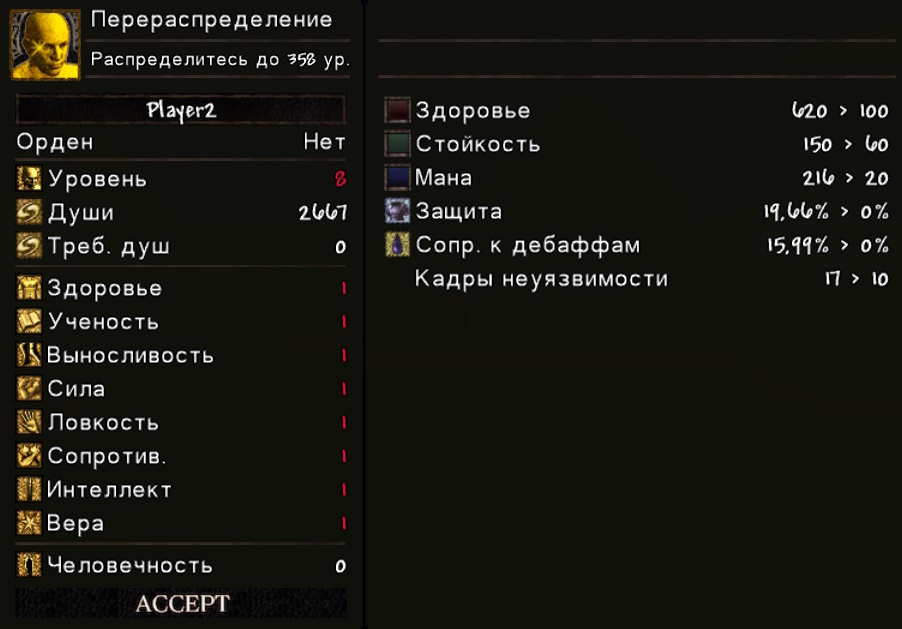 Перераспределение
Распределитесь до 358 ур.
Player2
Орден Нет
Уровень 8
Души 2667
Треб. душ 0
Здоровье 1
Ученость 1
Выносливость 1
Сила 1
Ловкость 1
Сопротив. 1
Интеллект 1
Вера 1
Человечность 0
ACCEPT
Здоровье 620 > 100
Стойкость 150 > 60
Мана 216 > 20
Защита 19,66% > 0%
Сопр. к дебаффам 15,99% > 0%
Кадры неуязвимости 17 > 10